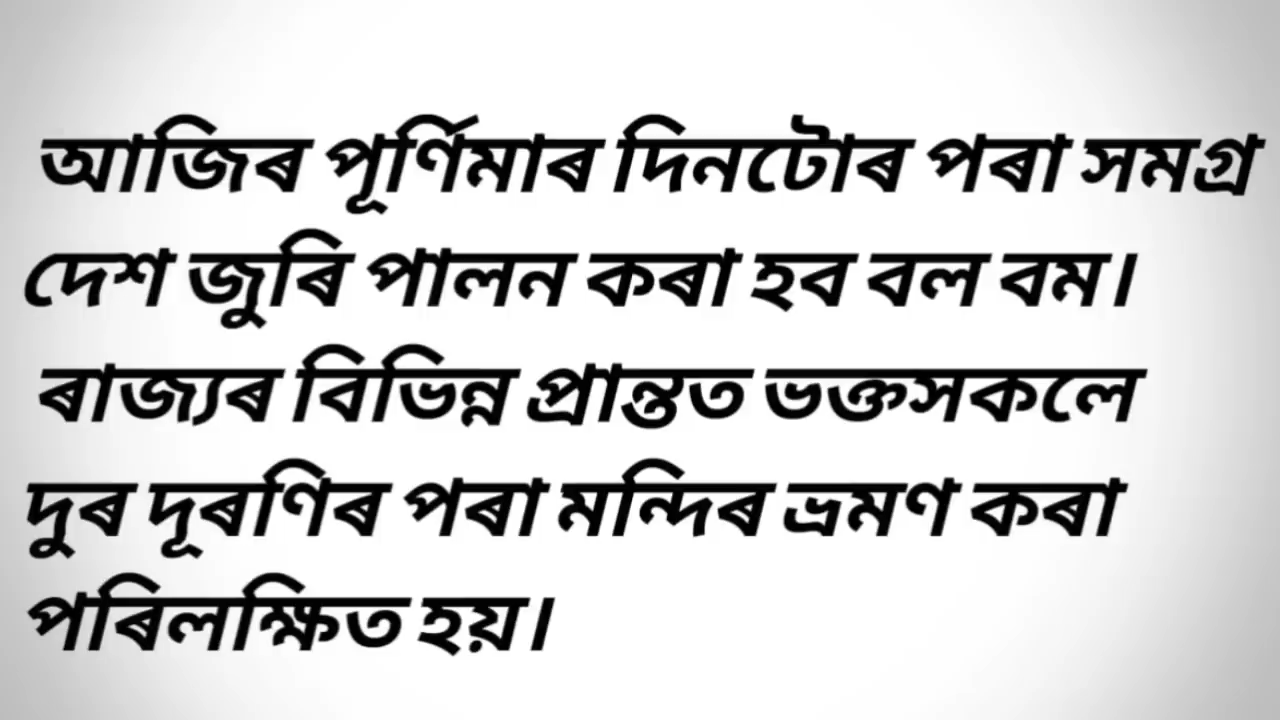 আজিৰ পূৰ্ণিমাৰ দিনটোৰ পৰা সমগ্ৰ
দেশ জুৰি পালন কৰা হব বল বম।
ৰাজ্যৰ বিভিন্ন প্ৰান্তত ভক্তসকলে
দুৰ দূৰণিৰ পৰা মন্দিৰ ভ্ৰমণ কৰা
পৰিলক্ষিত হয়।